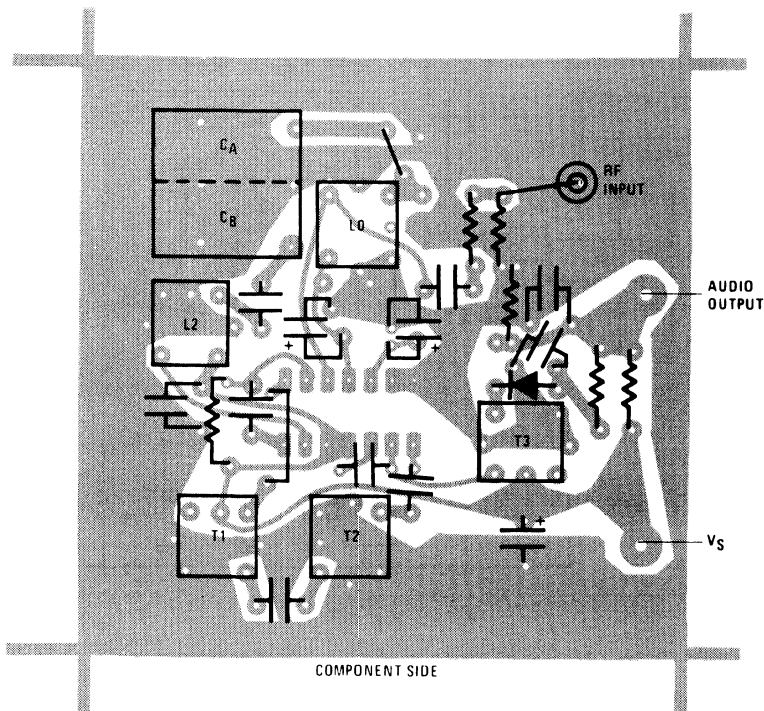 CA
CB
L0
RF
INPUT
L2
AUDIO
OUTPUT
+
+
T3
T1
T2
+
VS
COMPONENT SIDE